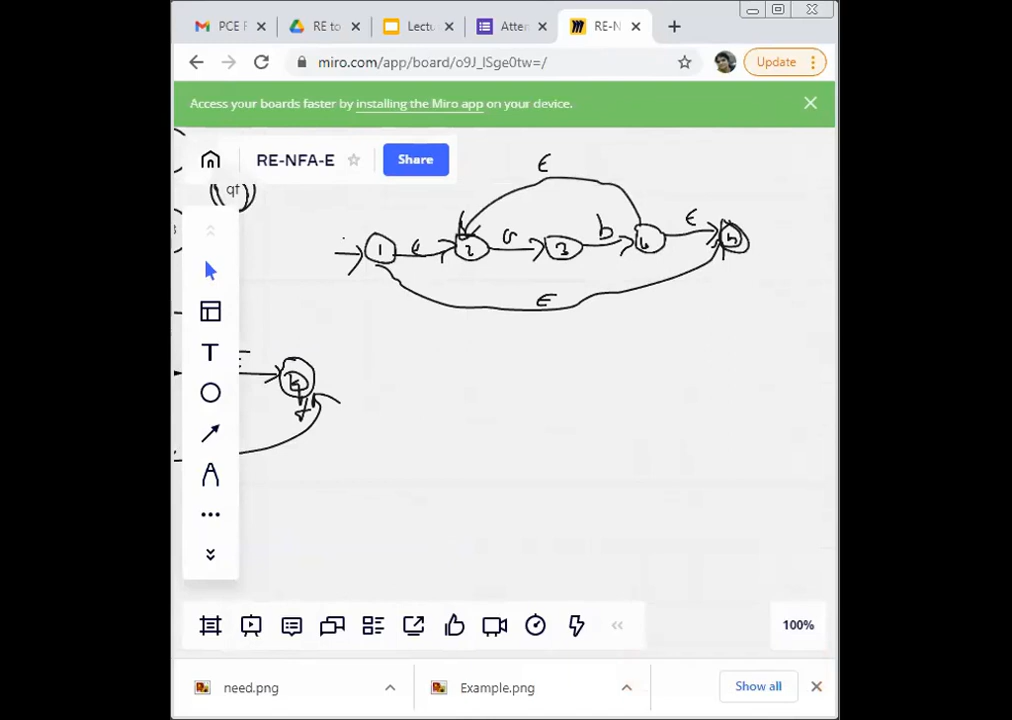 PCE F
RE to
Lectu
Atten
RE-N
miro.com/app/board/o9J_lSge0tw=/
Update
Access your boards faster by installing the Miro app on your device.
RE-NFA-E
Share
qf
ε
1 ε 2 a 3 b 4 ε
ε
T
100%
need.png
Example.png
Show all